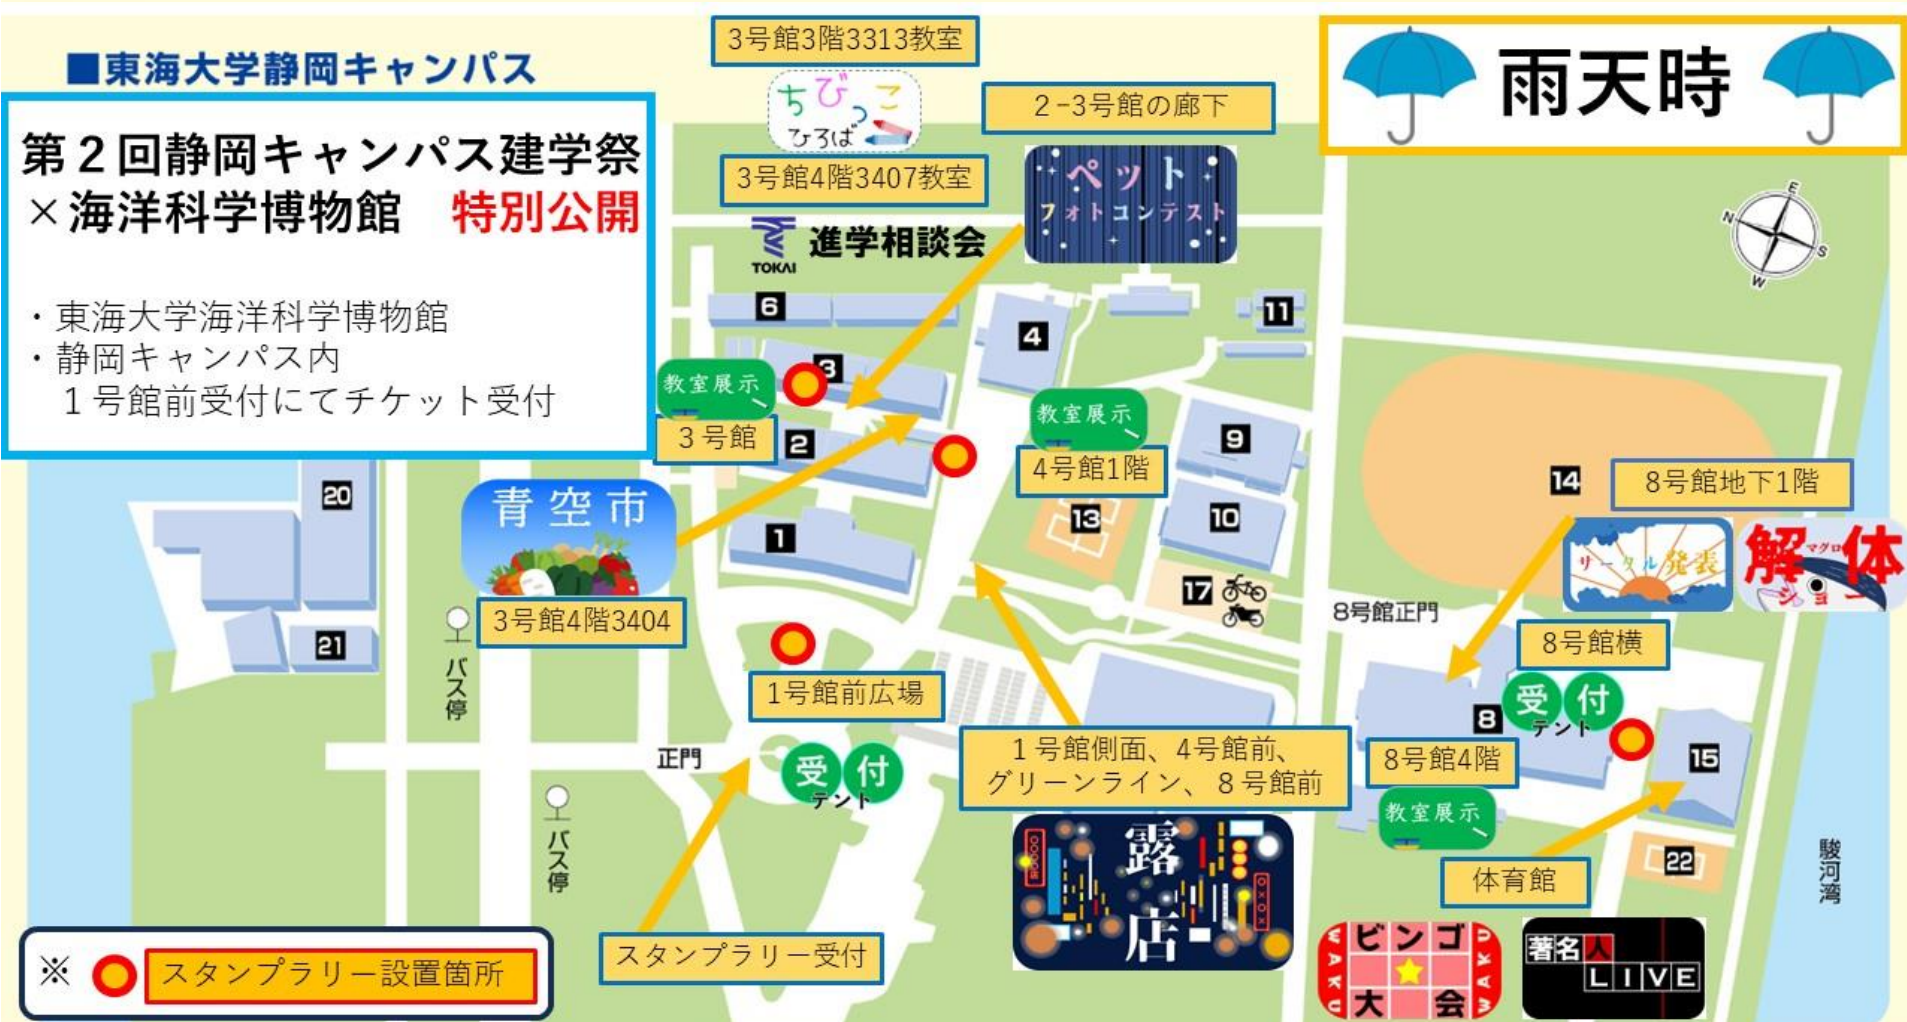 ■東海大学静岡キャンパス
第２回静岡キャンパス建学祭
×海洋科学博物館　特別公開
・東海大学海洋科学博物館
・静岡キャンパス内
１号館前受付にてチケット受付
3号館3階3313教室
ちびっこ
ひろば
3号館4階3407教室
TOKAI
進学相談会
２−3号館の廊下
ペット
フォトコンテスト
雨天時
E
N
S
W
6
4
11
3
教室展示
３号館
2
教室展示
4号館1階
9
14
8号館地下1階
20
青空市
3号館4階3404
1
13
10
サークル発表
マグロ
解体
ショー
17
8号館正門
21
バス停
8号館横
1号館前広場
受付
テント
8
正門
受付
テント
１号館側面、4号館前、
グリーンライン、８号館前
8号館4階
15
教室展示
バス停
露店
○○○○
○×○×
体育館
22
駿河湾
スタンプラリー受付
※
スタンプラリー設置箇所
WAKU
ビンゴ
大会
WAKU
著名人
LIVE